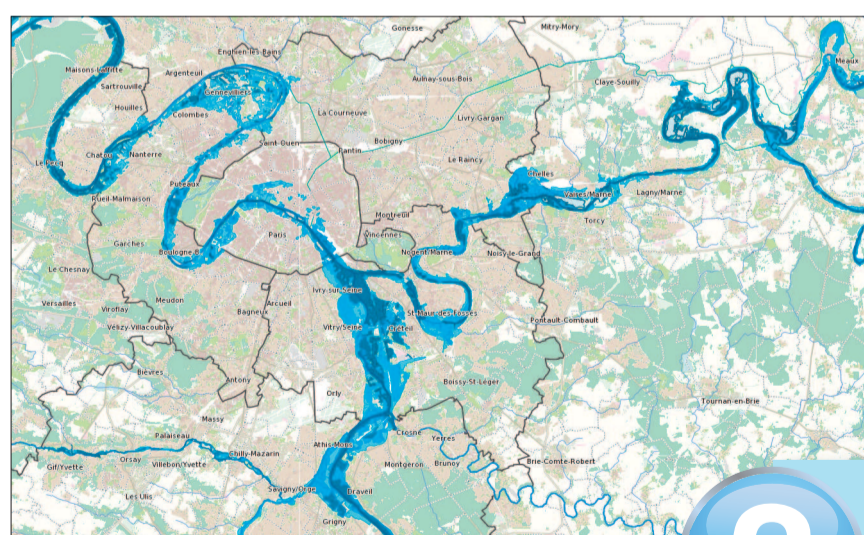 Gonesse
Mitry-Mory
Enghien-les-Bains
Maisons-Laffitte
Argenteuil
Aulnay-sous-Bois
Claye-Souilly
Meaux
Sartrouville
Gennevilliers
Houilles
Colombes
La Courneuve
Livry-Gargan
Saint-Ouen
Bobigny
Pantin
Le Pecq
Chatou
Nanterre
Le Raincy
Chelles
Puteaux
Vaires/Marne
Lagny/Marne
Rueil-Malmaison
Montreuil
Torcy
Paris
Vincennes
Garches
Boulogne-B
Nogent-Marne
Noisy-le-Grand
Le Chesnay
Ivry-sur-Seine
Versailles
Meudon
Arcueil
Viroflay
Bagneux
St-Maur-des-Fossés
Vélizy-Villacoublay
Vitry/Seine
Créteil
Pontault-Combault
Bièvres
Antony
Boissy-St-Léger
Orly
Tournan-en-Brie
Massy
Palaiseau
Crosne
Yerres
Athis-Mons
Chilly-Mazarin
Gif/Yvette
Orsay
Villebon/Yvette
Montgeron
Brunoy
Brie-Comte-Robert
Les Ulis
Savigny/Orge
Draveil
Grigny